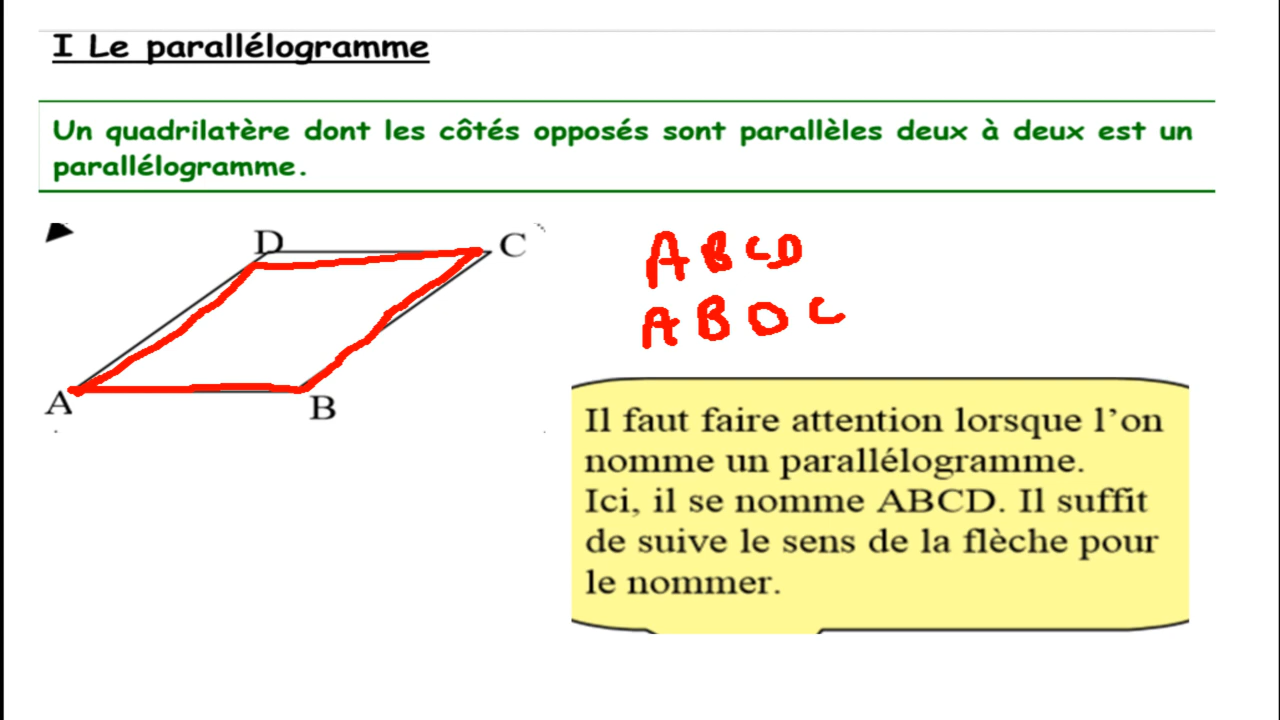 I Le parallélogramme
Un quadrilatère dont les côtés opposés sont parallèles deux à deux est un
parallélogramme.
D
C
A
B
ABCD
ABDC
Il faut faire attention lorsque l'on
nomme un parallélogramme.
Ici, il se nomme ABCD. Il suffit
de suive le sens de la flèche pour
le nommer.